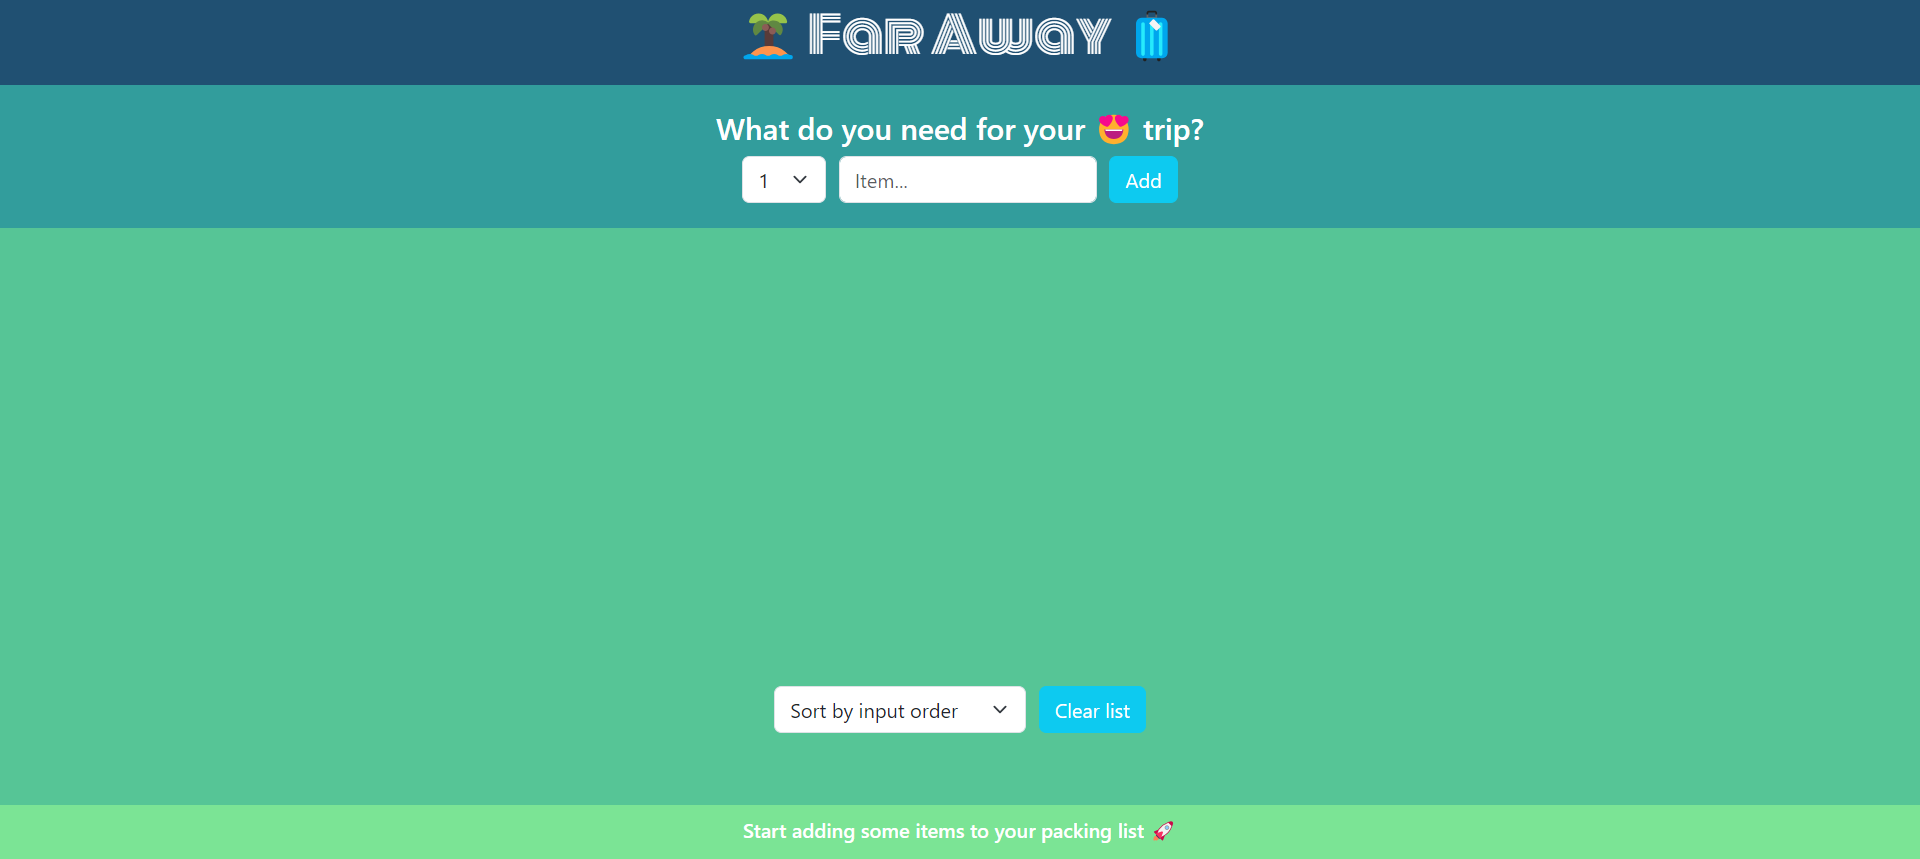 🏝️ Far Away 🧳
What do you need for your 😍 trip?
1 Item... Add
Sort by input order Clear list
Start adding some items to your packing list 🚀